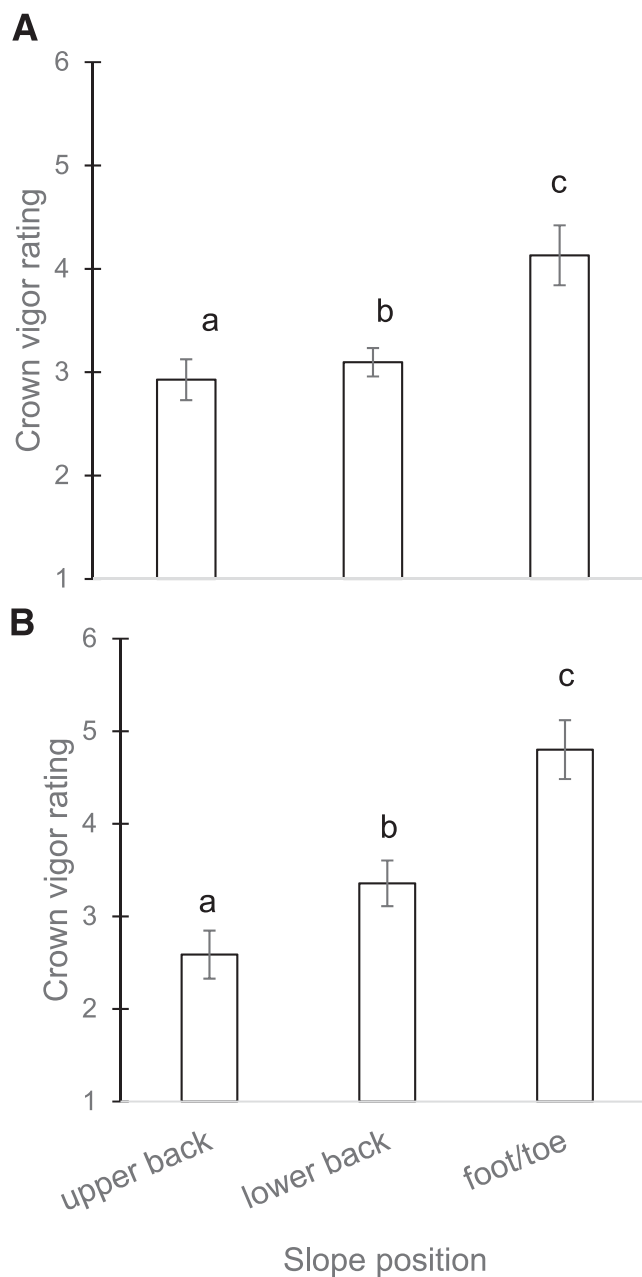 A
6
5
4
3
2
1
Crown vigor rating
a
b
c
B
6
5
4
3
2
1
Crown vigor rating
a
b
c
upper back
lower back
foot/toe
Slope position